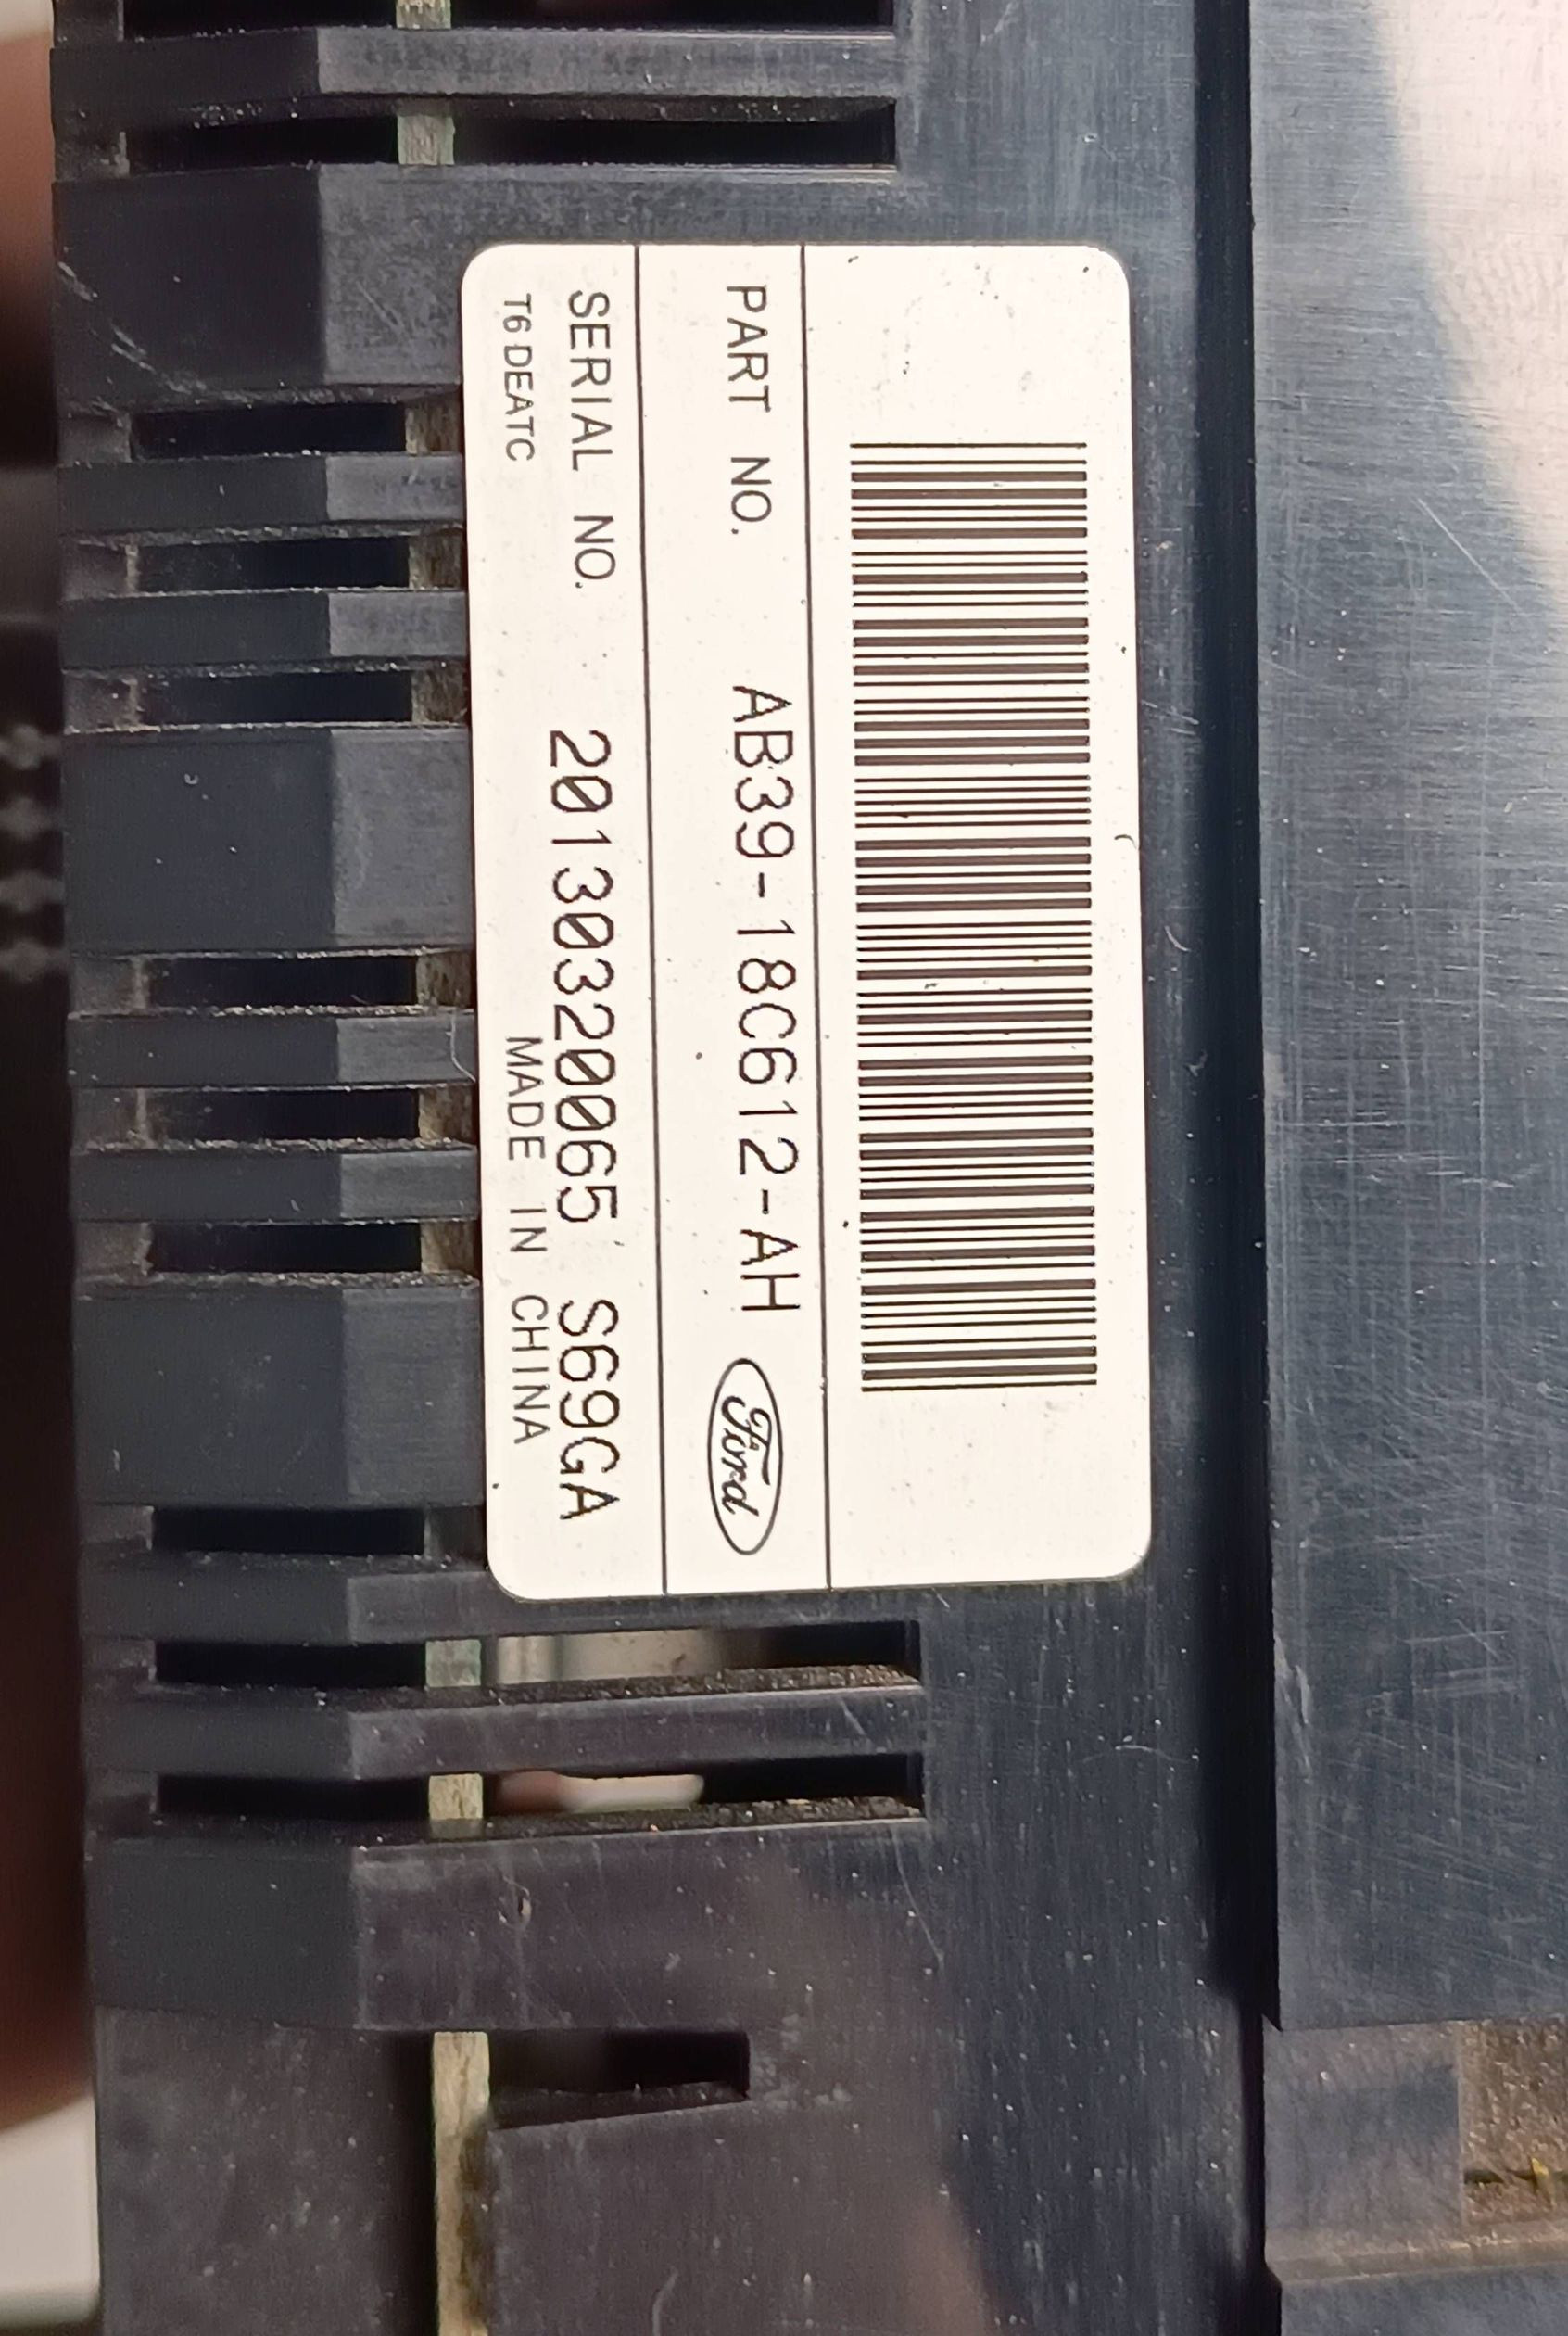 PART NO. AB39-18C612-AH Ford
SERIAL NO. 20130320065 S69GA
T6 DEATC MADE IN CHINA